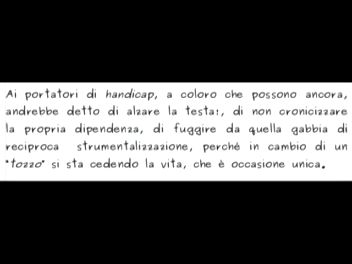 Ai portatori di handicap, a coloro che possono ancora,
andrebbe detto di alzare la testa:, di non cronicizzare
la propria dipendenza, di fuggire da quella gabbia di
reciproca strumentalizzazione, perché in cambio di un
"tozzo" si sta cedendo la vita, che è occasione unica.